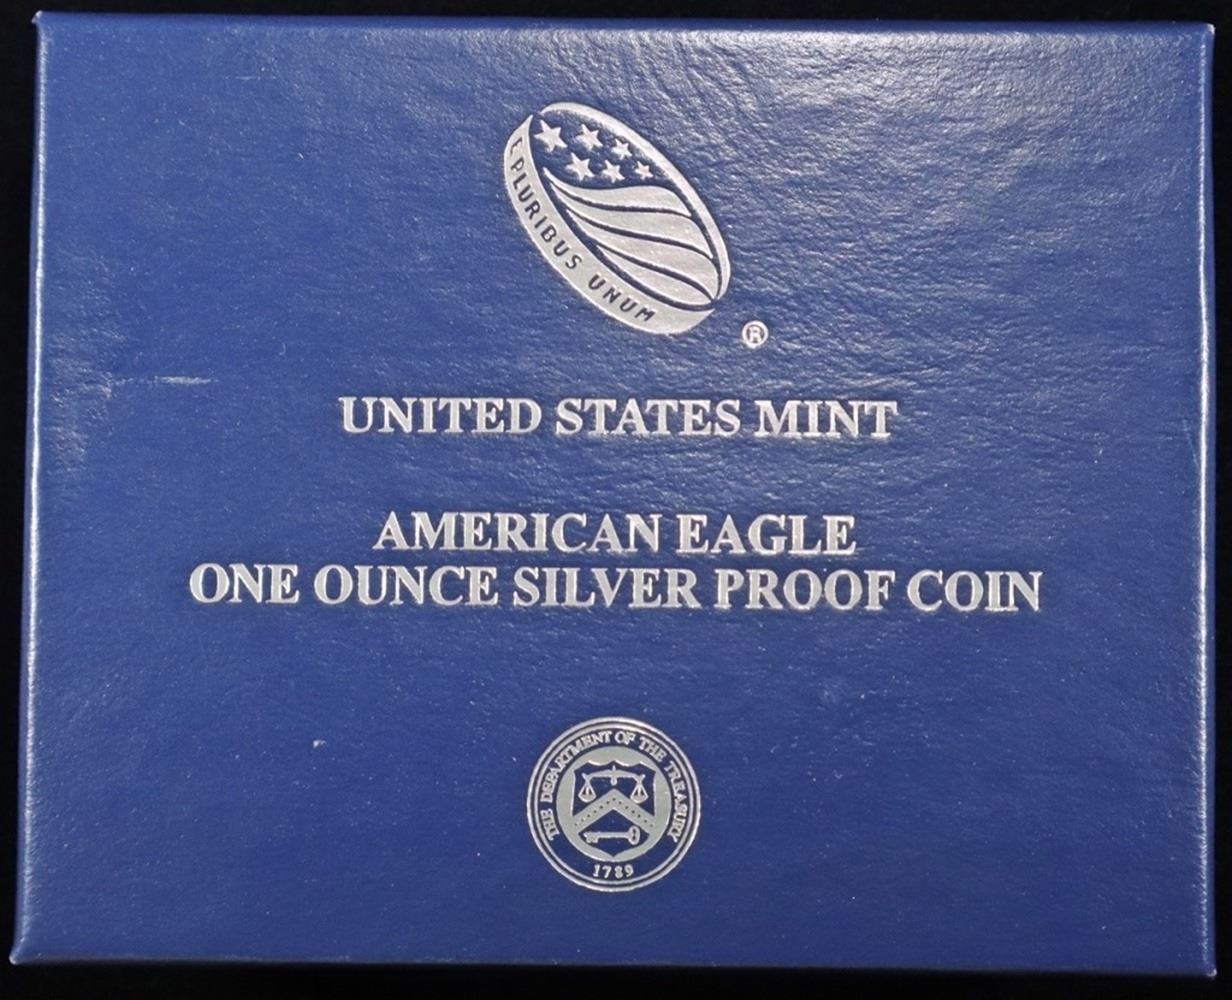 E PLURIBUS UNUM
®
UNITED STATES MINT
AMERICAN EAGLE
ONE OUNCE SILVER PROOF COIN
THE DEPARTMENT OF THE TREASURY
1789